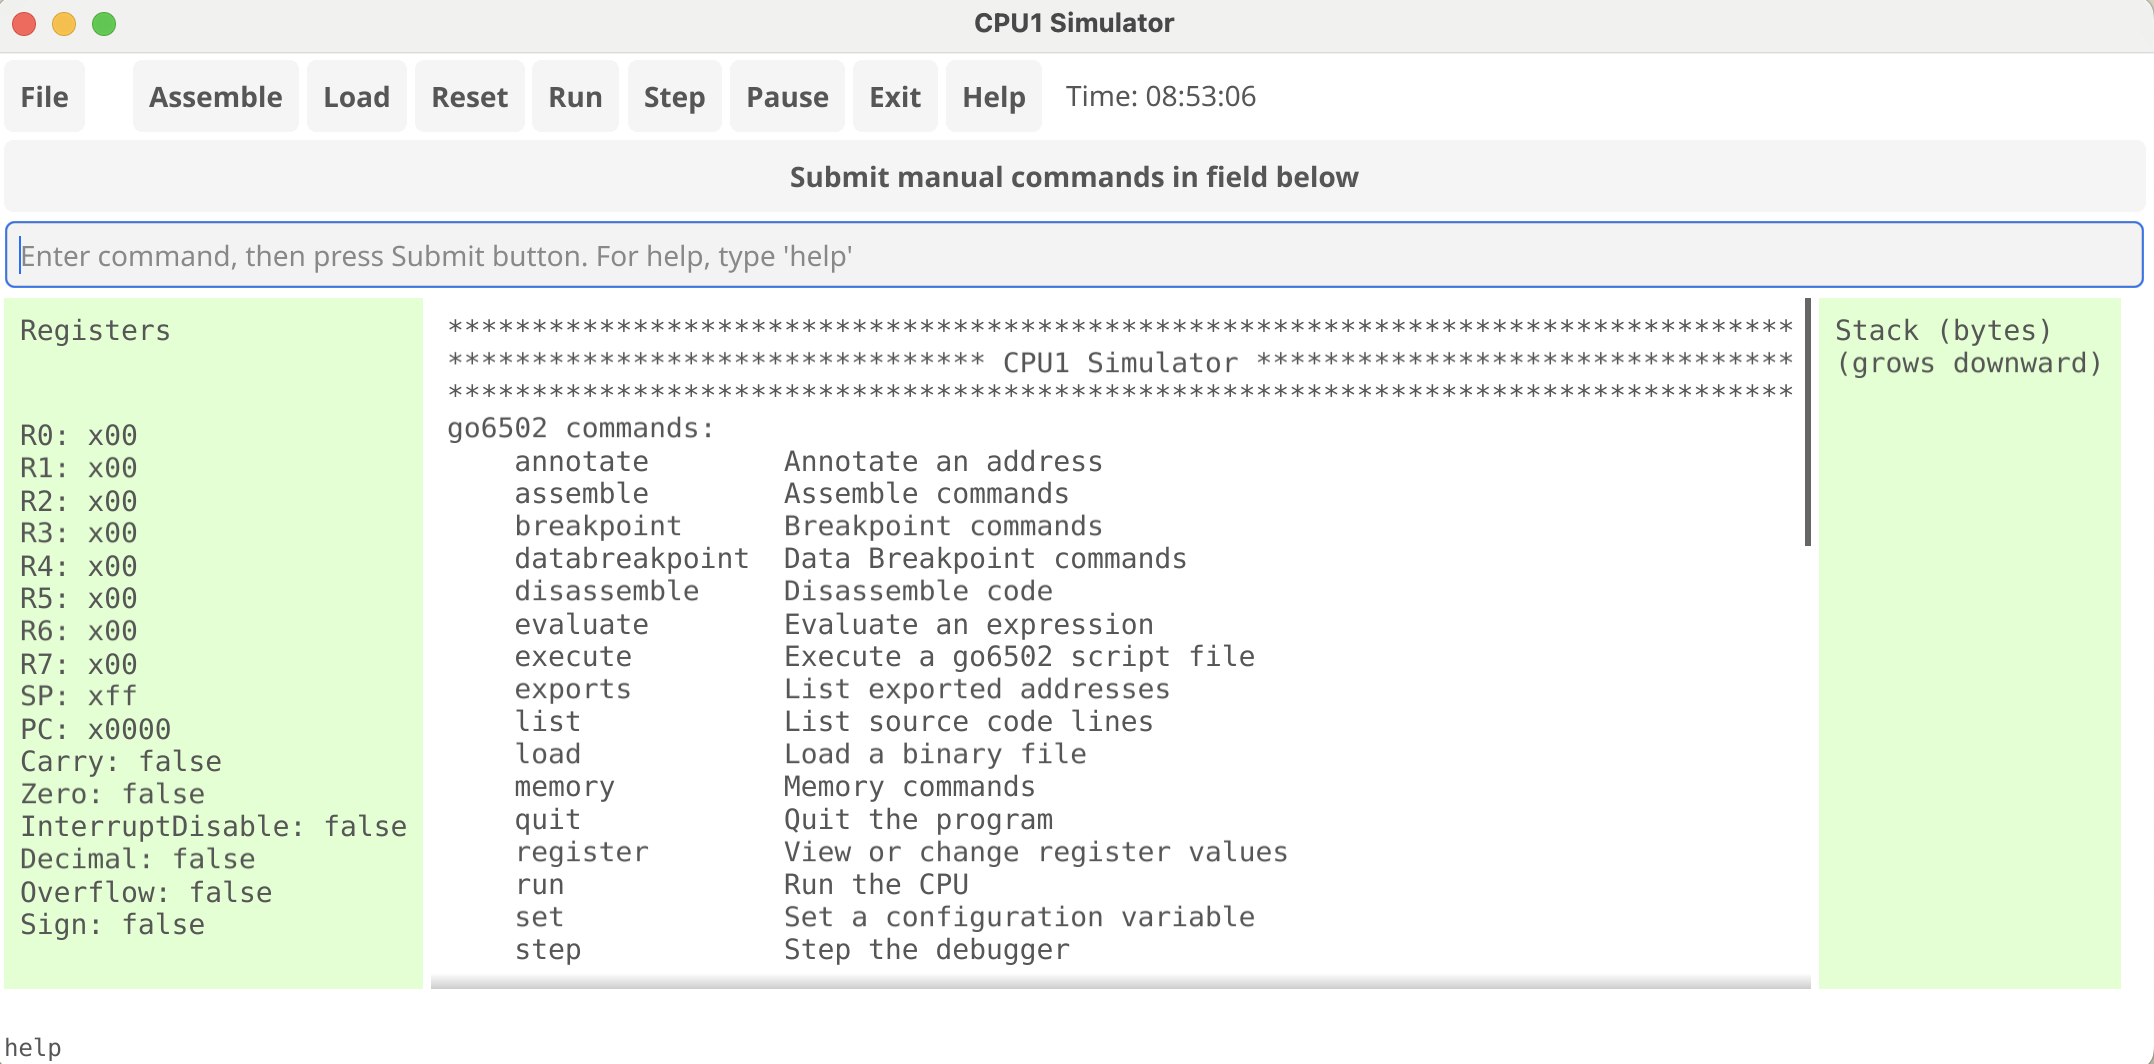 CPU1 Simulator
File Assemble Load Reset Run Step Pause Exit Help Time: 08:53:06
Submit manual commands in field below
Enter command, then press Submit button. For help, type 'help'
Registers
R0: x00
R1: x00
R2: x00
R3: x00
R4: x00
R5: x00
R6: x00
R7: x00
SP: xff
PC: x0000
Carry: false
Zero: false
InterruptDisable: false
Decimal: false
Overflow: false
Sign: false
********************************************************************************
******************************** CPU1 Simulator ********************************
********************************************************************************
go6502 commands:
    annotate        Annotate an address
    assemble        Assemble commands
    breakpoint      Breakpoint commands
    databreakpoint  Data Breakpoint commands
    disassemble     Disassemble code
    evaluate        Evaluate an expression
    execute         Execute a go6502 script file
    exports         List exported addresses
    list            List source code lines
    load            Load a binary file
    memory          Memory commands
    quit            Quit the program
    register        View or change register values
    run             Run the CPU
    set             Set a configuration variable
    step            Step the debugger
Stack (bytes)
(grows downward)
help